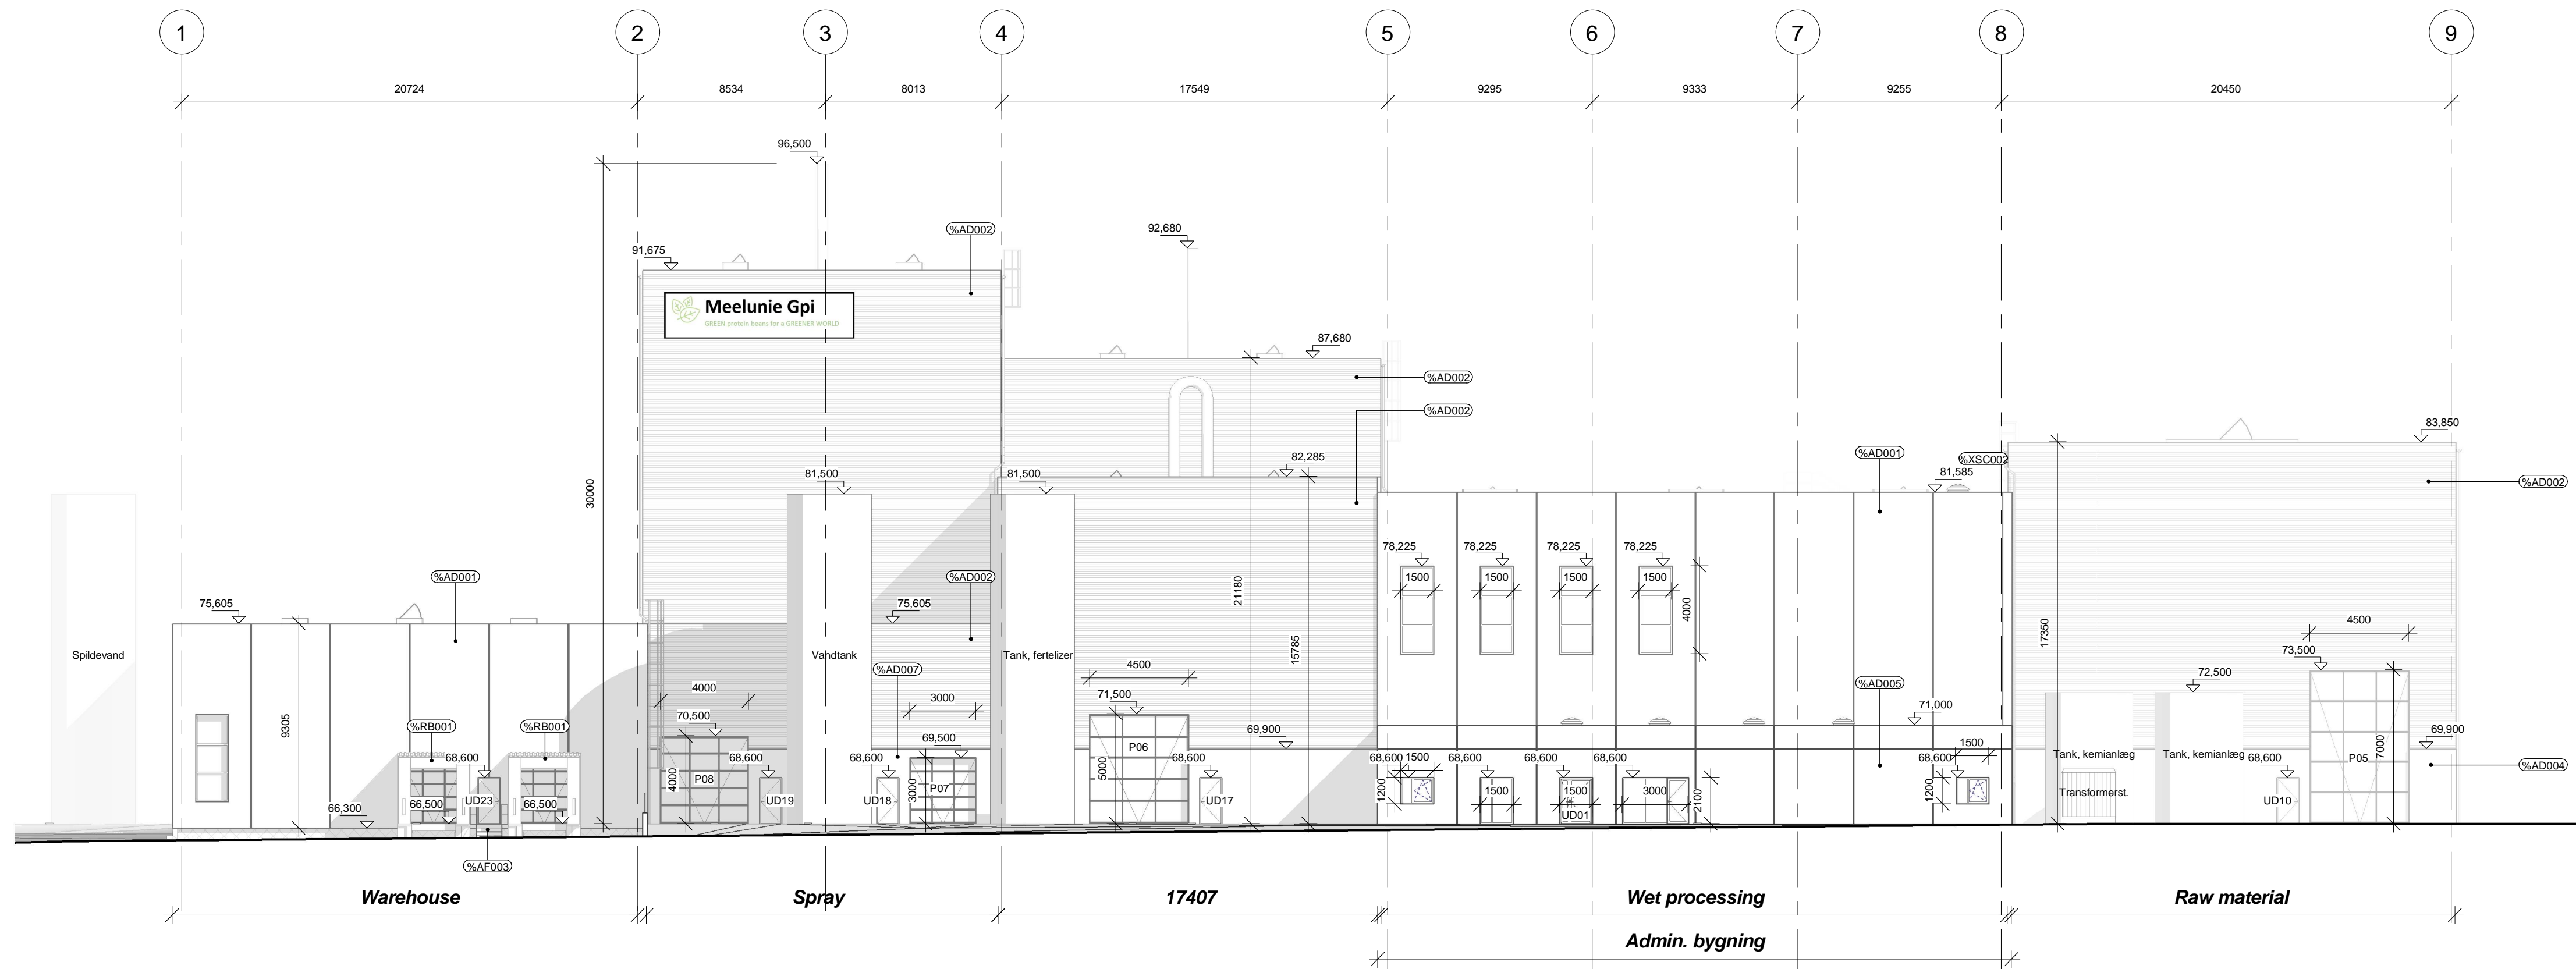 1 2 3 4 5 6 7 8 9
20724 8534 8013 17549 9295 9333 9255 20450
96,500
%AD002
92,680
91,675
Meelunie Gpi
GREEN protein beans for a GREENER WORLD
87,680
%AD002
%AD002
83,850
82,285
%AD001
%XSC002
81,500
81,500
81,585
%AD002
30000
78,225 78,225 78,225 78,225
1500 1500 1500 1500
4000
%AD001
%AD002
75,605
75,605
21180
15785
17350
4500
Spildevand
Vandtank
Tank, fertelizer
73,500
%AD007
4500
72,500
%AD005
4000
3000
71,500
71,000
9305
%RB001 %RB001
70,500
69,500
69,900
69,900
P06
1500
68,600
68,600
68,600
68,600
68,600 1500 68,600 68,600 68,600
68,600
Tank, kemianlæg Tank, kemianlæg
68,600
P05
7000
%AD004
P08
4000
P07
3000
5000
1200
1500 1500 3000
2100
1200
Transformerst.
66,300
66,500
UD23
66,500
UD19
UD18
UD17
UD01
UD10
%AF003
Warehouse Spray 17407 Wet processing Raw material
Admin. bygning